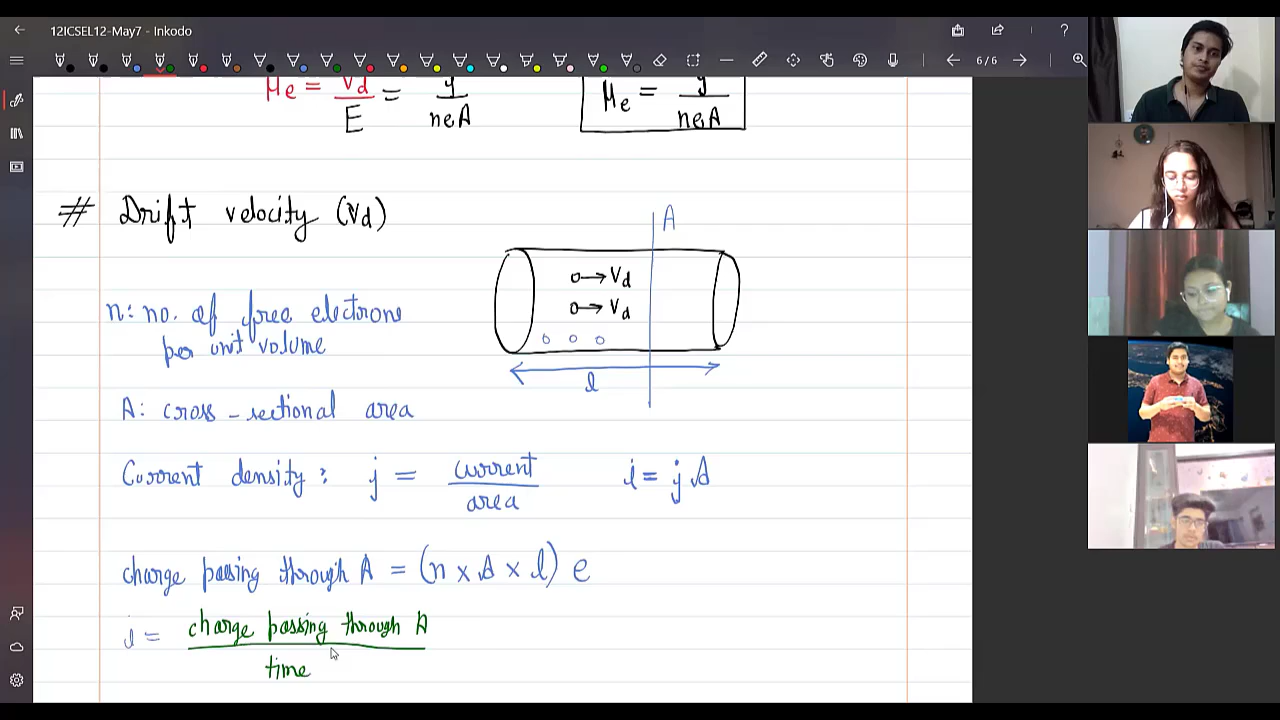 12ICSEL12-May7 - Inkodo
6/6
μe = vd/E = y/neA
μe = y/neA
# Drift velocity (Vd)
A
→Vd
→Vd
n: no. of free electrons
per unit volume
l
A: cross-sectional area
Current density: j = current/area i = jA
charge passing through A = (n × A × l) e
i = charge passing through A/time